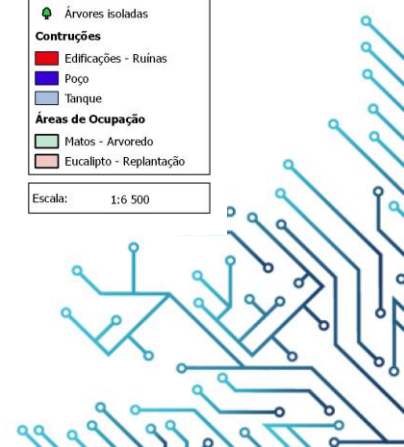 Árvores isoladas
Contruções
Edificações - Ruínas
Poço
Tanque
Áreas de Ocupação
Matos - Arvoredo
Eucalipto - Replantação
Escala: 1:6 500